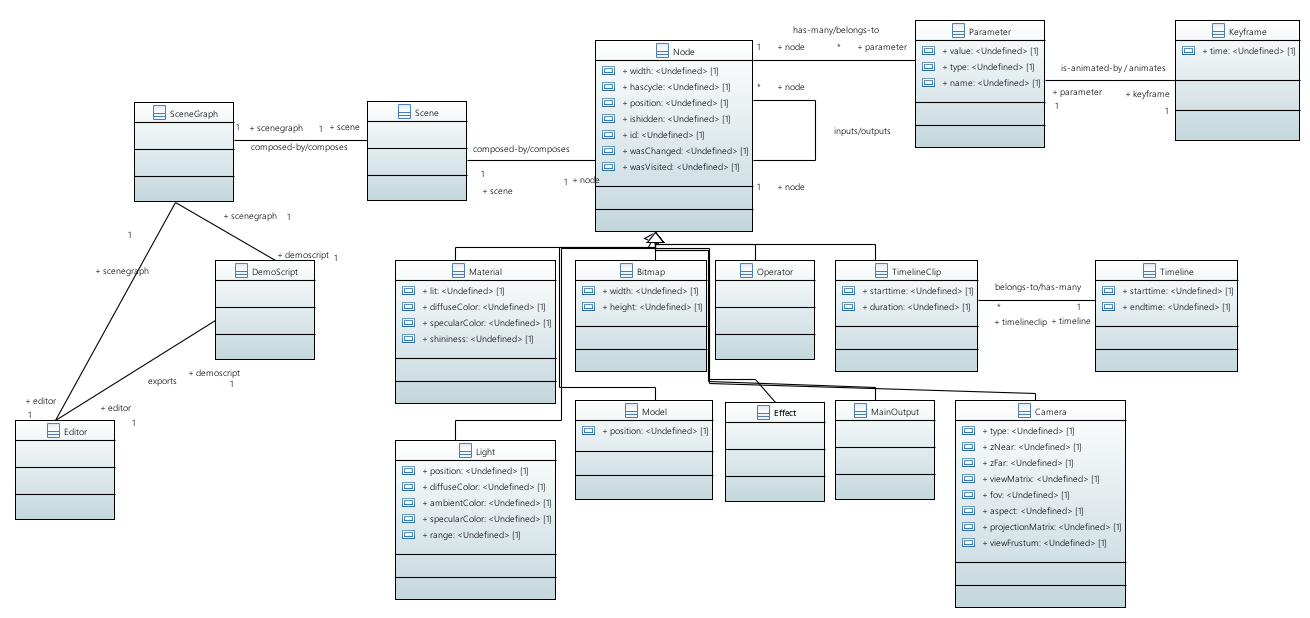 SceneGraph
1
+ scenegraph
1
+ scene
composed-by/composes
Scene
composed-by/composes
1
+ scene
1
+ node
Node
+ width: <Undefined> [1]
+ hascycle: <Undefined> [1]
+ position: <Undefined> [1]
+ ishidden: <Undefined> [1]
+ id: <Undefined> [1]
+ wasChanged: <Undefined> [1]
+ wasVisited: <Undefined> [1]
has-many/belongs-to
1
+ node
*
+ parameter
*
+ node
inputs/outputs
1
+ node
Parameter
+ value: <Undefined> [1]
+ type: <Undefined> [1]
+ name: <Undefined> [1]
is-animated-by / animates
+ parameter
1
+ keyframe
1
Keyframe
+ time: <Undefined> [1]
+ scenegraph
1
+ demoscript
1
1
+ scenegraph
DemoScript
exports
+ demoscript
1
+ editor
1
+ editor
1
Editor
Material
+ lit: <Undefined> [1]
+ diffuseColor: <Undefined> [1]
+ specularColor: <Undefined> [1]
+ shininess: <Undefined> [1]
Bitmap
+ width: <Undefined> [1]
+ height: <Undefined> [1]
Operator
TimelineClip
+ starttime: <Undefined> [1]
+ duration: <Undefined> [1]
belongs-to/has-many
*
1
+ timelineclip
+ timeline
Timeline
+ starttime: <Undefined> [1]
+ endtime: <Undefined> [1]
Light
+ position: <Undefined> [1]
+ diffuseColor: <Undefined> [1]
+ ambientColor: <Undefined> [1]
+ specularColor: <Undefined> [1]
+ range: <Undefined> [1]
Model
+ position: <Undefined> [1]
Effect
MainOutput
Camera
+ type: <Undefined> [1]
+ zNear: <Undefined> [1]
+ zFar: <Undefined> [1]
+ viewMatrix: <Undefined> [1]
+ fov: <Undefined> [1]
+ aspect: <Undefined> [1]
+ projectionMatrix: <Undefined> [1]
+ viewFrustum: <Undefined> [1]